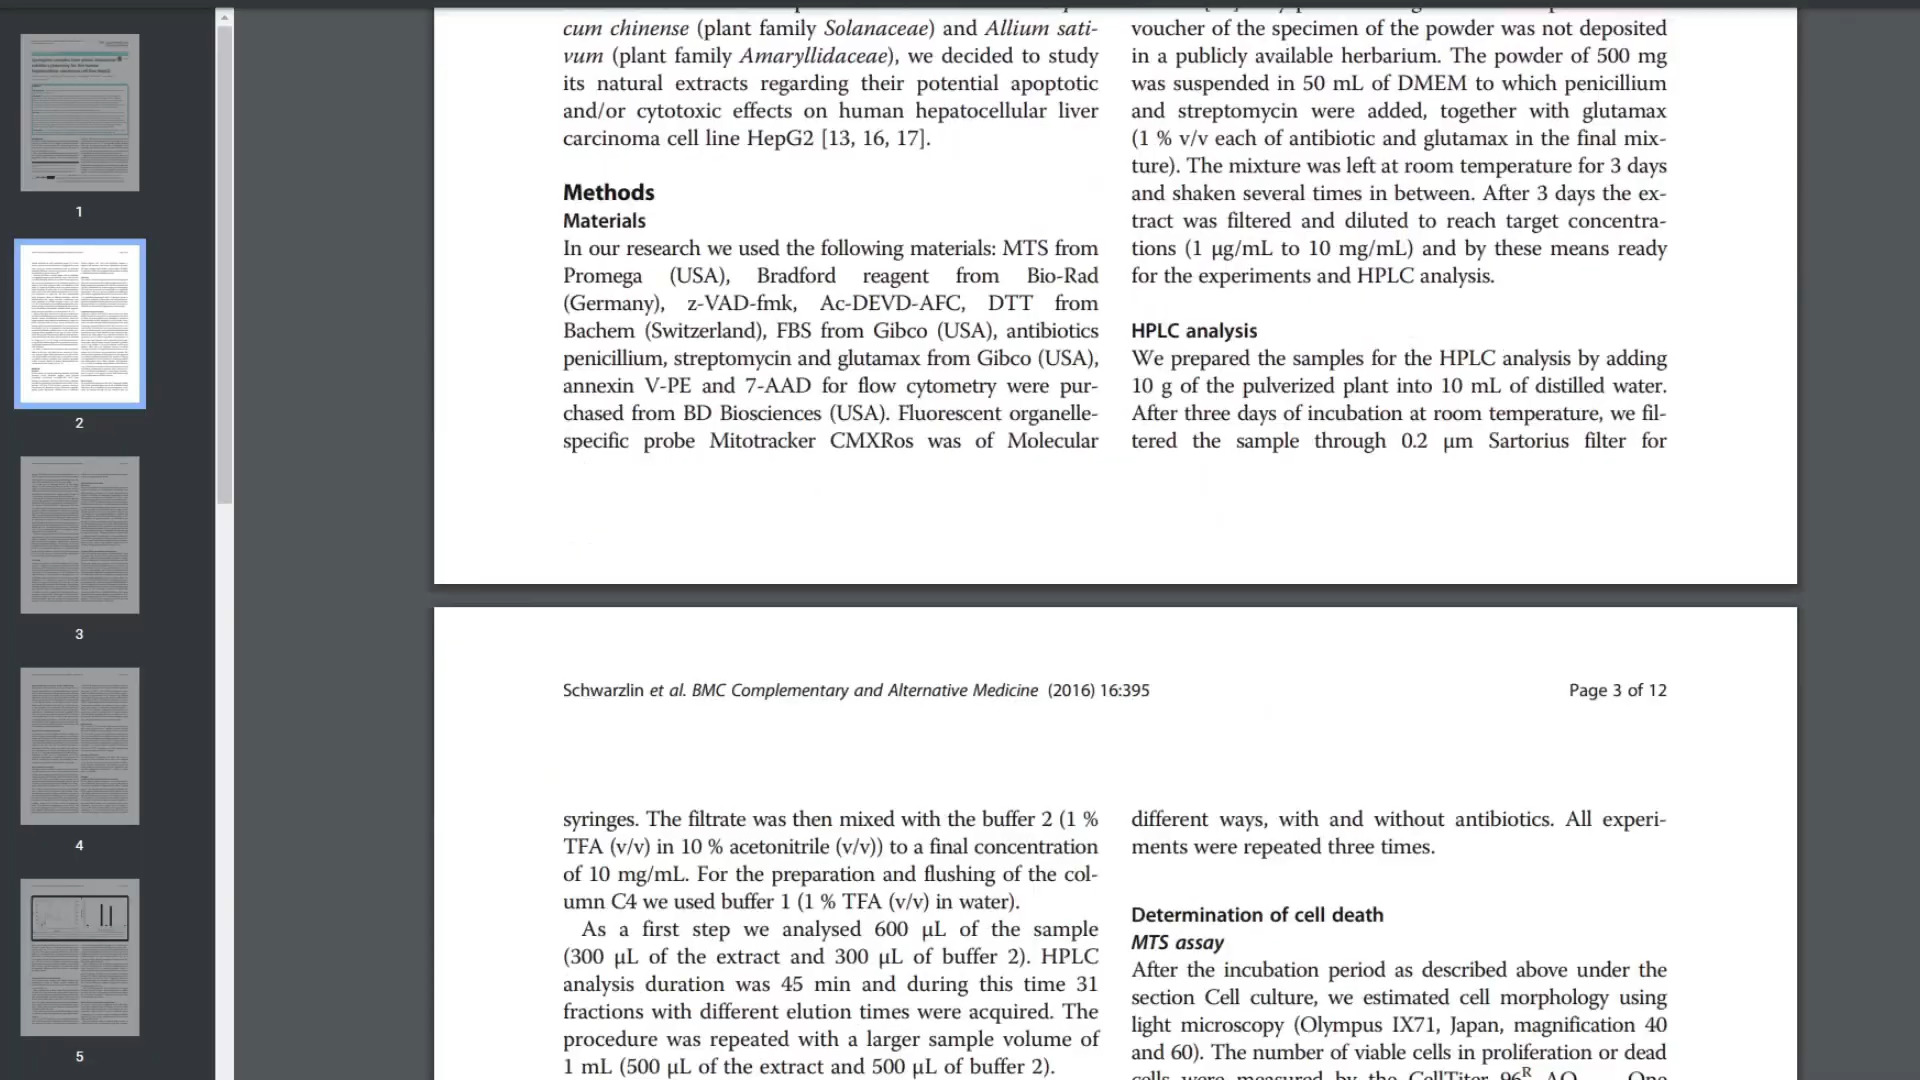 cum chinense (plant family Solanaceae) and Allium sati-
vum (plant family Amaryllidaceae), we decided to study
its natural extracts regarding their potential apoptotic
and/or cytotoxic effects on human hepatocellular liver
carcinoma cell line HepG2 [13, 16, 17].
Methods
Materials
In our research we used the following materials: MTS from
Promega (USA), Bradford reagent from Bio-Rad
(Germany), z-VAD-fmk, Ac-DEVD-AFC, DTT from
Bachem (Switzerland), FBS from Gibco (USA), antibiotics
penicillium, streptomycin and glutamax from Gibco (USA),
annexin V-PE and 7-AAD for flow cytometry were pur-
chased from BD Biosciences (USA). Fluorescent organelle-
specific probe Mitotracker CMXRos was of Molecular
voucher of the specimen of the powder was not deposited
in a publicly available herbarium. The powder of 500 mg
was suspended in 50 mL of DMEM to which penicillium
and streptomycin were added, together with glutamax
(1 % v/v each of antibiotic and glutamax in the final mix-
ture). The mixture was left at room temperature for 3 days
and shaken several times in between. After 3 days the ex-
tract was filtered and diluted to reach target concentra-
tions (1 μg/mL to 10 mg/mL) and by these means ready
for the experiments and HPLC analysis.
HPLC analysis
We prepared the samples for the HPLC analysis by adding
10 g of the pulverized plant into 10 mL of distilled water.
After three days of incubation at room temperature, we fil-
tered the sample through 0.2 μm Sartorius filter for
Schwarzlin et al. BMC Complementary and Alternative Medicine (2016) 16:395
Page 3 of 12
syringes. The filtrate was then mixed with the buffer 2 (1 %
TFA (v/v) in 10 % acetonitrile (v/v)) to a final concentration
of 10 mg/mL. For the preparation and flushing of the col-
umn C4 we used buffer 1 (1 % TFA (v/v) in water).
As a first step we analysed 600 μL of the sample
(300 μL of the extract and 300 μL of buffer 2). HPLC
analysis duration was 45 min and during this time 31
fractions with different elution times were acquired. The
procedure was repeated with a larger sample volume of
1 mL (500 μL of the extract and 500 μL of buffer 2).
different ways, with and without antibiotics. All experi-
ments were repeated three times.
Determination of cell death
MTS assay
After the incubation period as described above under the
section Cell culture, we estimated cell morphology using
light microscopy (Olympus IX71, Japan, magnification 40
and 60). The number of viable cells in proliferation or dead
cells were measured by the CellTiter 96R AQ One
1
2
3
4
5